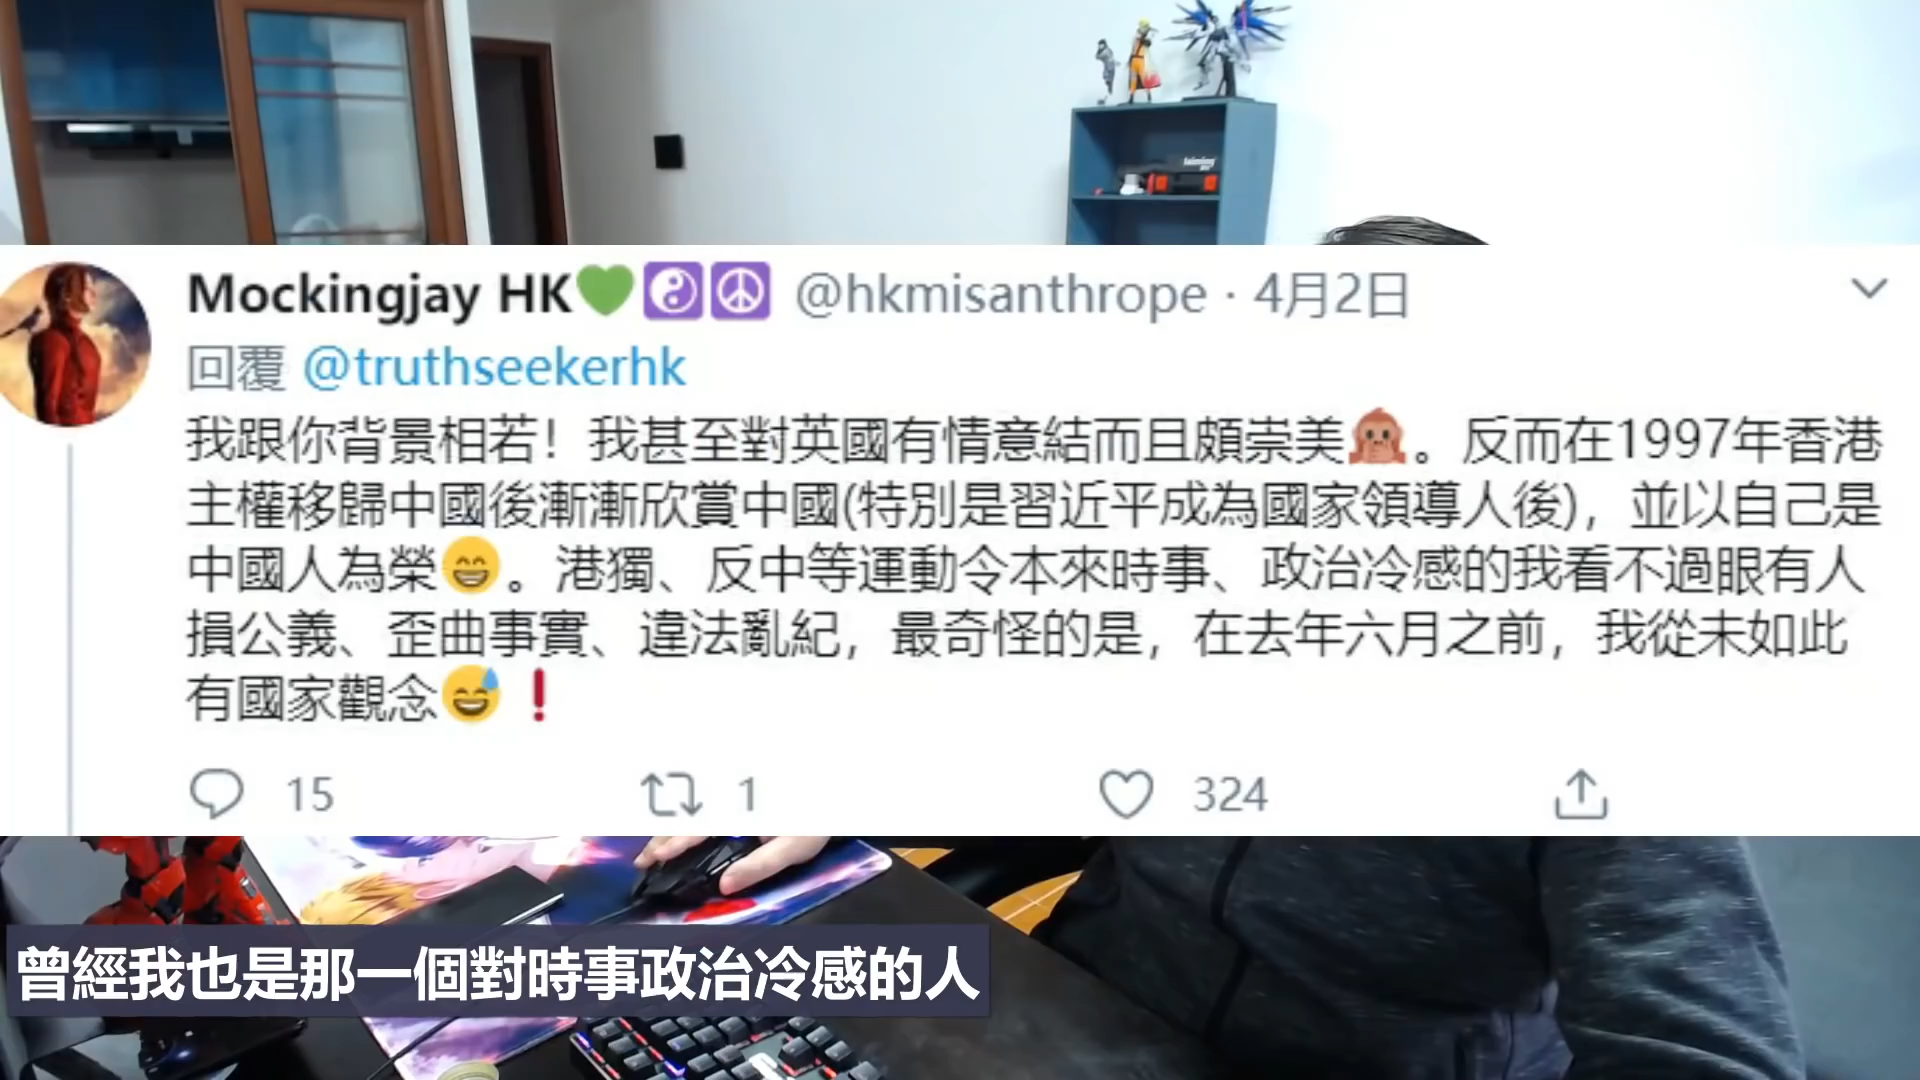 Mockingjay HK💚☯️☮️ @hkmisanthrope · 4月2日
回覆 @truthseekerhk
我跟你背景相若！我甚至對英國有情意結而且頗崇美🙊。反而在1997年香港
主權移歸中國後漸漸欣賞中國(特別是習近平成為國家領導人後)，並以自己是
中國人為榮😄。港獨、反中等運動令本來時事、政治冷感的我看不過眼有人
損公義、歪曲事實、違法亂紀，最奇怪的是，在去年六月之前，我從未如此
有國家觀念😅❗
15 1 324
曾經我也是那一個對時事政治冷感的人